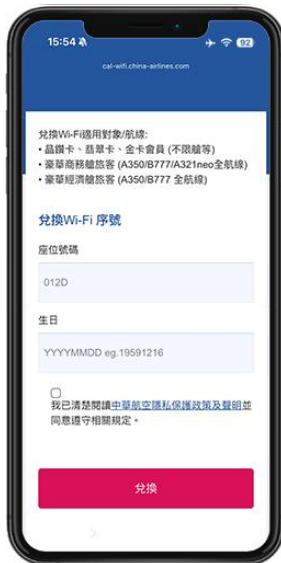 15:54
92
cal-wifi.china-airlines.com
兌換Wi-Fi適用對象/航線:
• 晶鑽卡、翡翠卡、金卡會員 (不限艙等)
• 豪華商務艙旅客 (A350/B777/A321neo全航線)
• 豪華經濟艙旅客 (A350/B777 全航線)
兌換Wi-Fi 序號
座位號碼
012D
生日
YYYYMMDD eg.19591216
我已清楚閱讀中華航空隱私保護政策及聲明並
同意遵守相關規定。
兌換